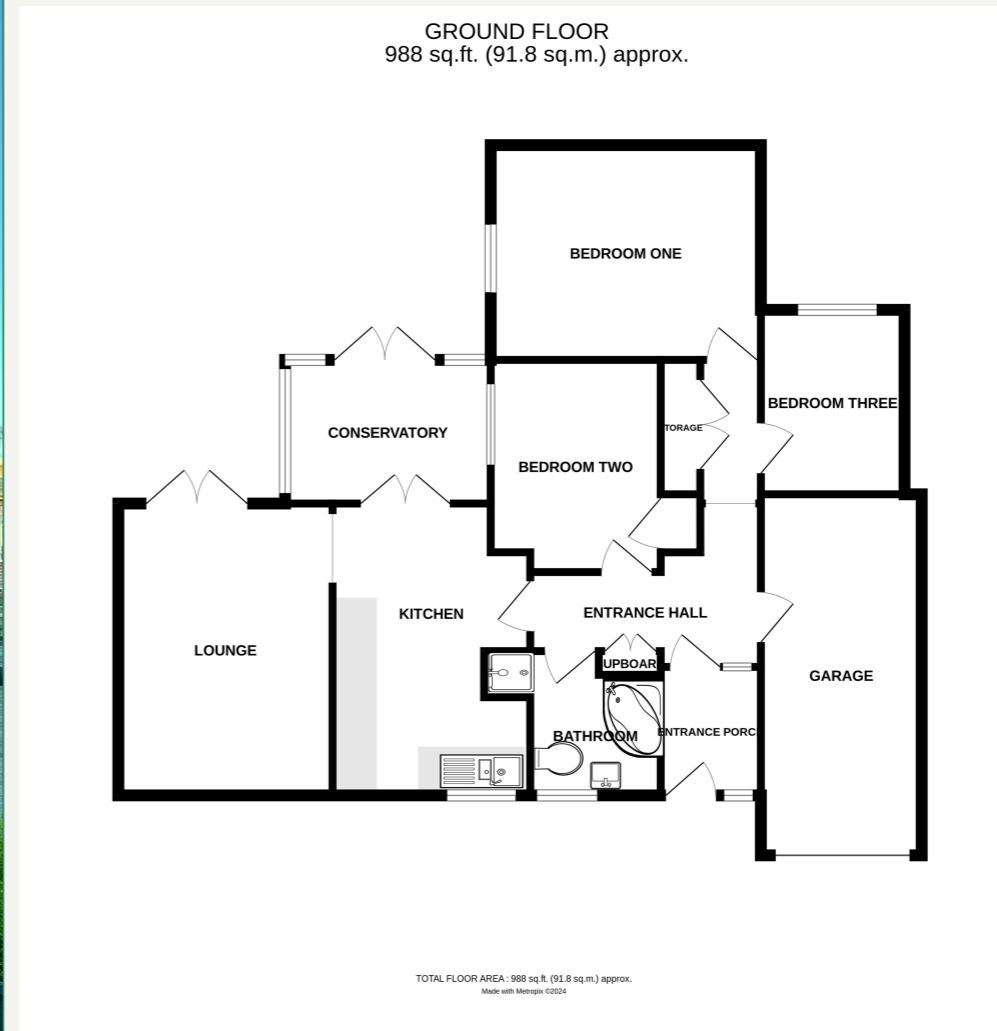 GROUND FLOOR
988 sq.ft. (91.8 sq.m.) approx.
BEDROOM ONE
BEDROOM THREE
TORAGE
CONSERVATORY
BEDROOM TWO
KITCHEN
ENTRANCE HALL
LOUNGE
UPBOAR
GARAGE
BATHROOM
ENTRANCE PORC
TOTAL FLOOR AREA : 988 sq.ft. (91.8 sq.m.) approx.
Made with Metropix ©2024